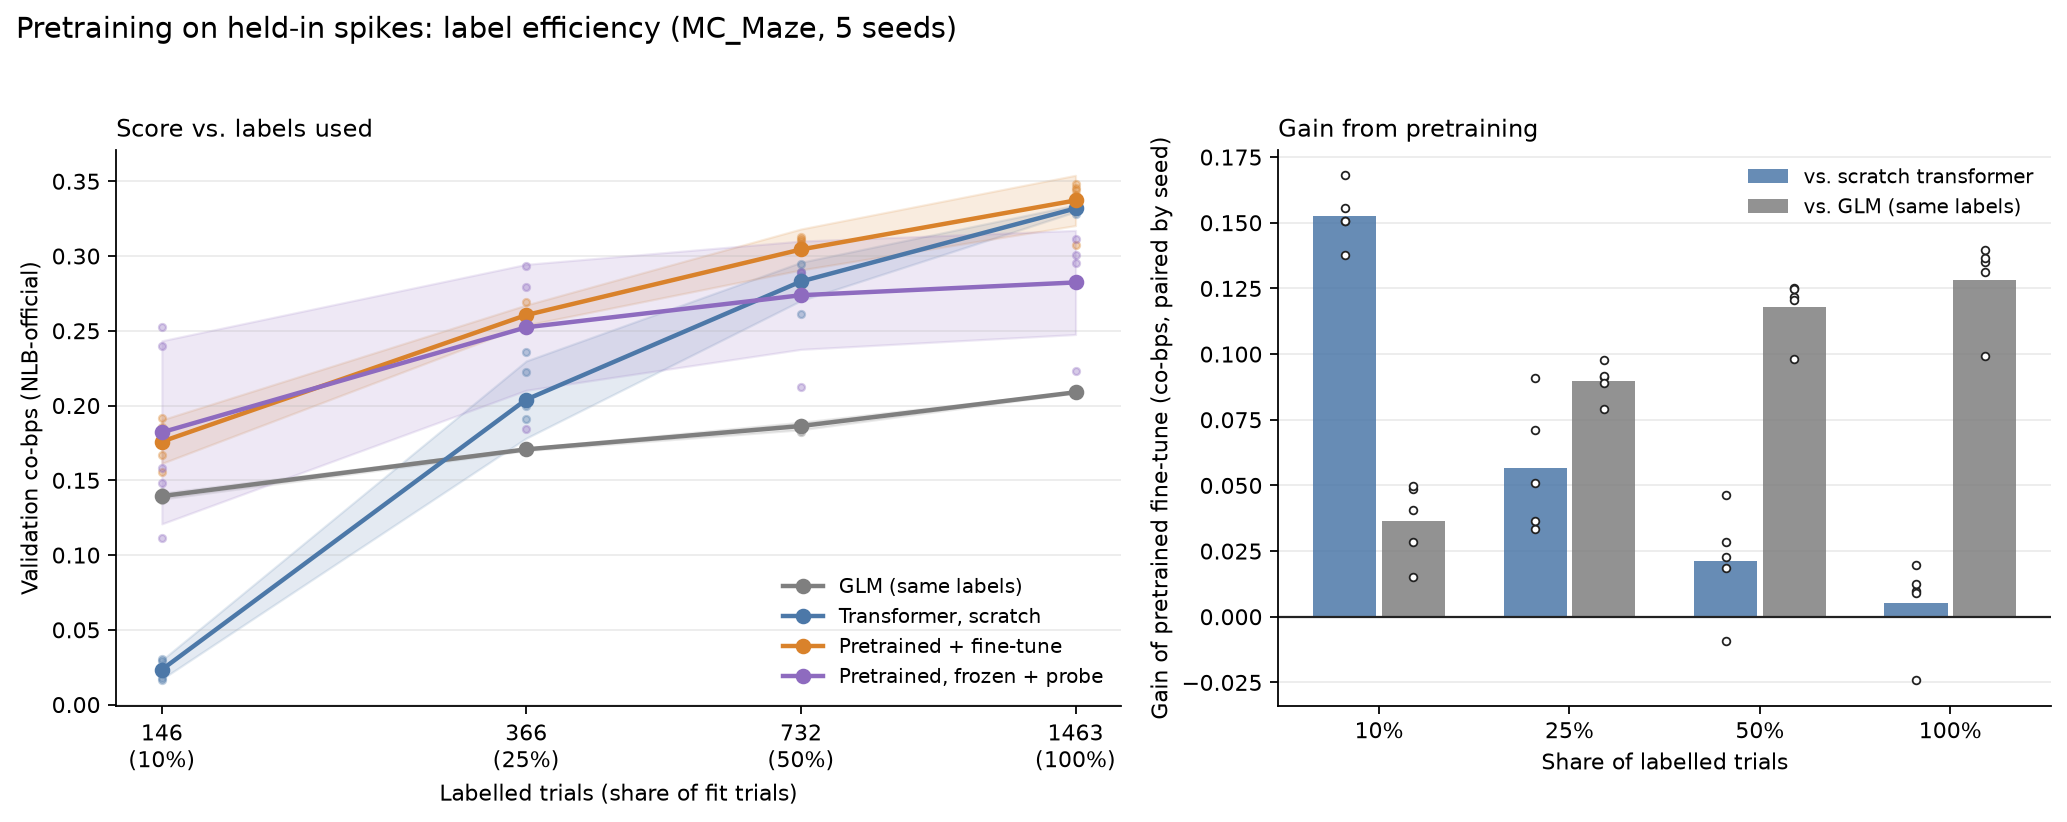 Pretraining on held-in spikes: label efficiency (MC_Maze, 5 seeds)
Score vs. labels used
Validation co-bps (NLB-official)
0.35
0.30
0.25
0.20
0.15
0.10
0.05
0.00
GLM (same labels)
Transformer, scratch
Pretrained + fine-tune
Pretrained, frozen + probe
146
(10%)
366
(25%)
732
(50%)
1463
(100%)
Labelled trials (share of fit trials)
Gain from pretraining
Gain of pretrained fine-tune (co-bps, paired by seed)
0.175
0.150
0.125
0.100
0.075
0.050
0.025
0.000
−0.025
vs. scratch transformer
vs. GLM (same labels)
10%
25%
50%
100%
Share of labelled trials